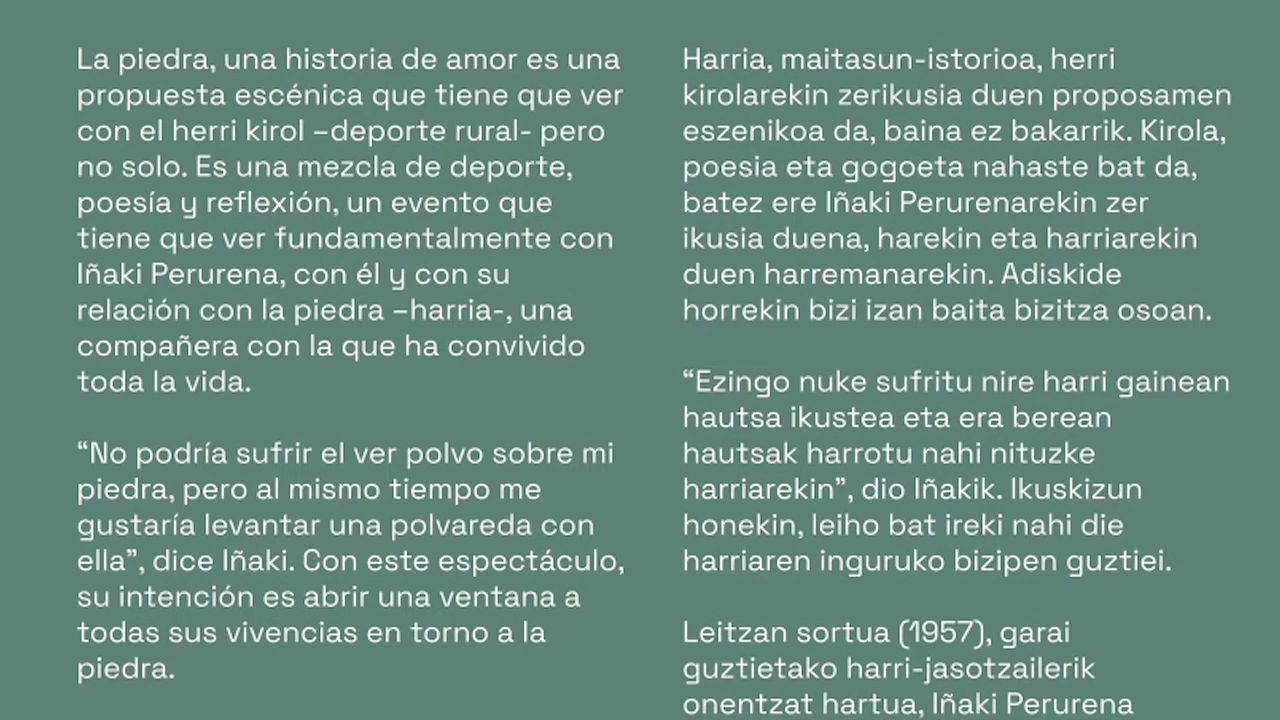 La piedra, una historia de amor es una
propuesta escénica que tiene que ver
con el herri kirol –deporte rural- pero
no solo. Es una mezcla de deporte,
poesía y reflexión, un evento que
tiene que ver fundamentalmente con
Iñaki Perurena, con él y con su
relación con la piedra –harria-, una
compañera con la que ha convivido
toda la vida.
“No podría sufrir el ver polvo sobre mi
piedra, pero al mismo tiempo me
gustaría levantar una polvareda con
ella”, dice Iñaki. Con este espectáculo,
su intención es abrir una ventana a
todas sus vivencias en torno a la
piedra.
Harria, maitasun-istorioa, herri
kirolarekin zerikusia duen proposamen
eszenikoa da, baina ez bakarrik. Kirola,
poesia eta gogoeta nahaste bat da,
batez ere Iñaki Perurenarekin zer
ikusia duena, harekin eta harriarekin
duen harremanarekin. Adiskide
horrekin bizi izan baita bizitza osoan.
“Ezingo nuke sufritu nire harri gainean
hautsa ikustea eta era berean
hautsak harrotu nahi nituzke
harriarekin”, dio Iñakik. Ikuskizun
honekin, leiho bat ireki nahi die
harriaren inguruko bizipen guztiei.
Leitzan sortua (1957), garai
guztietako harri-jasotzailerik
onentzat hartua, Iñaki Perurena